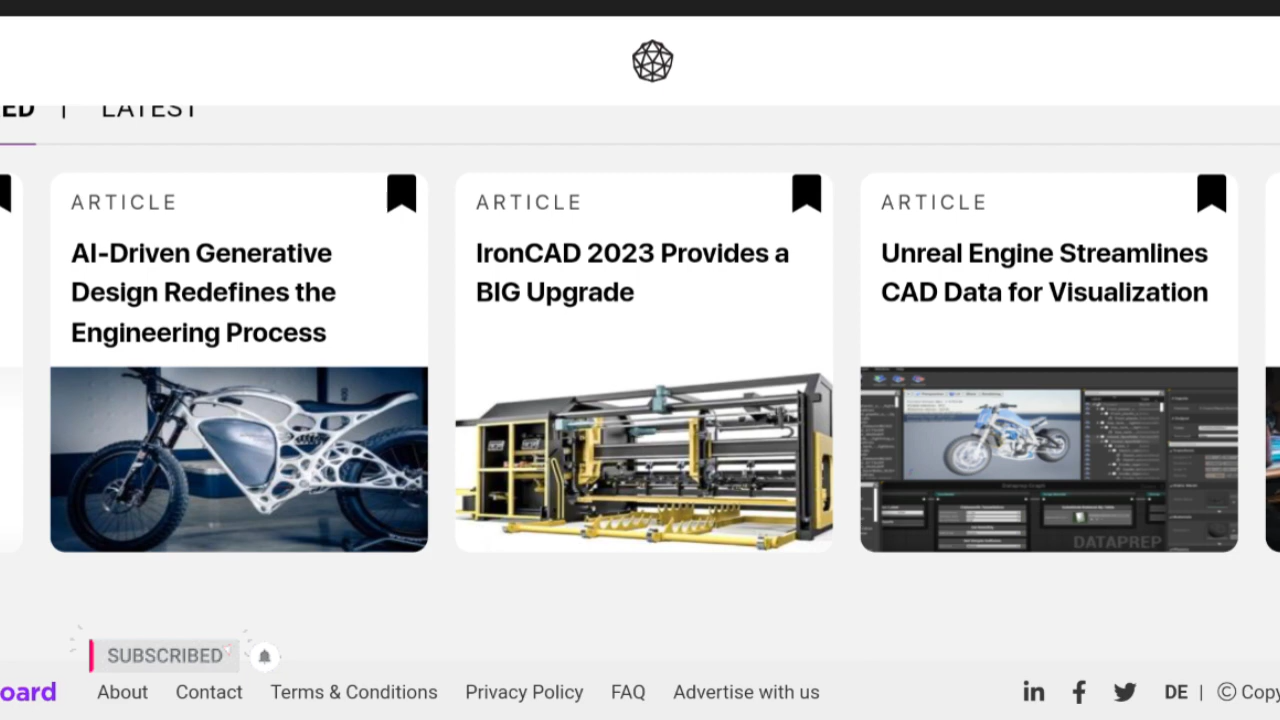 ED | LATEST
ARTICLE
AI-Driven Generative
Design Redefines the
Engineering Process
ARTICLE
IronCAD 2023 Provides a
BIG Upgrade
ARTICLE
Unreal Engine Streamlines
CAD Data for Visualization
DATAPREP
SUBSCRIBED
oard About Contact Terms & Conditions Privacy Policy FAQ Advertise with us DE | © Copy